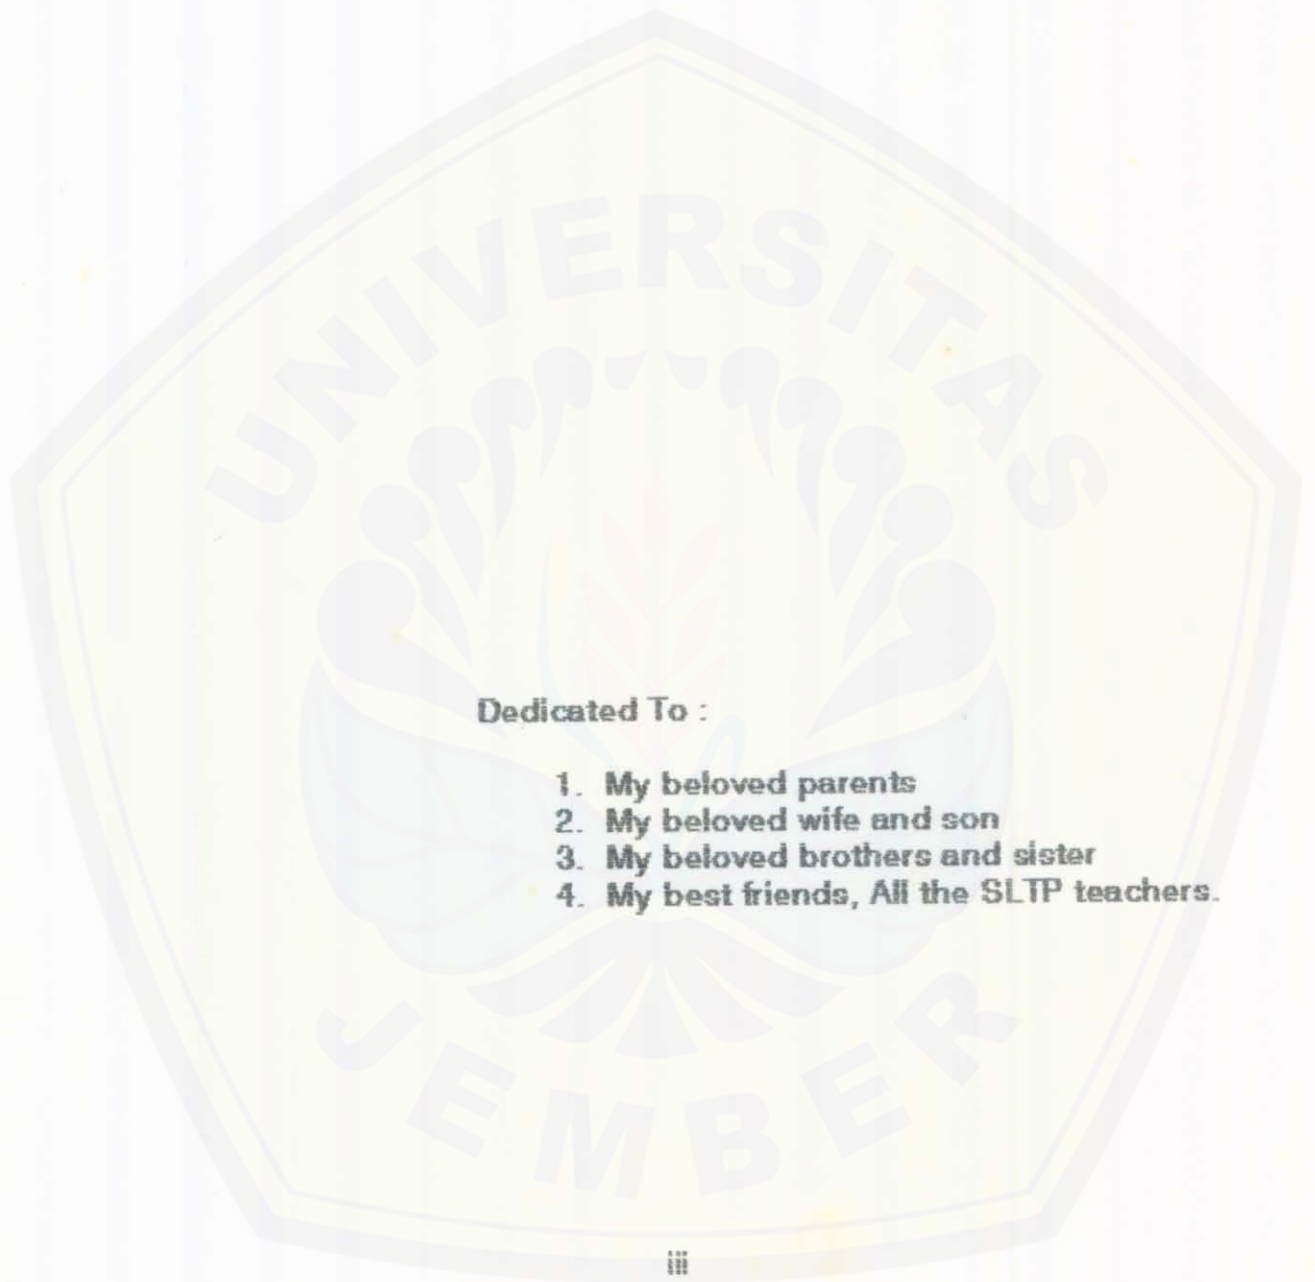 UNIVERSITAS
Dedicated To :
1. My beloved parents
2. My beloved wife and son
3. My beloved brothers and sister
4. My best friends, All the SLTP teachers.
JEMBER
iii